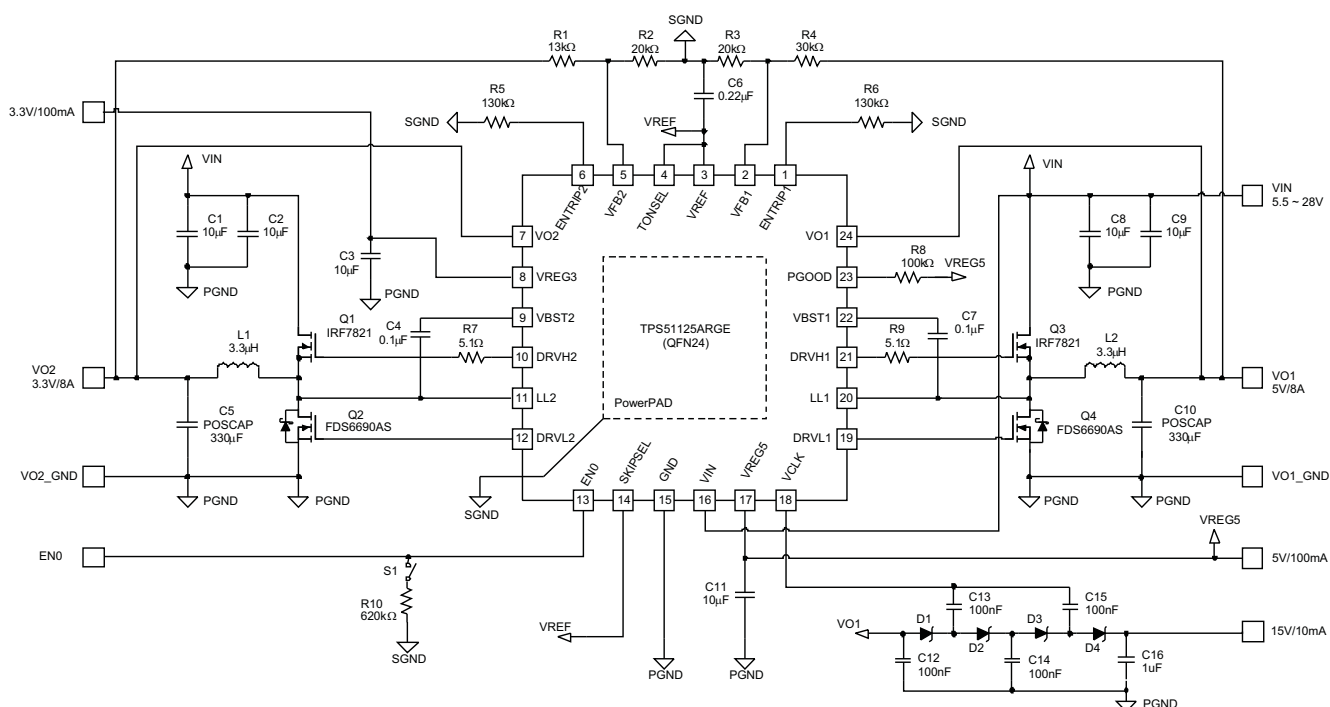 SGND
R1
13kΩ
R2
20kΩ
R3
20kΩ
R4
30kΩ
C6
0.22μF
3.3V/100mA
R5
130kΩ
R6
130kΩ
SGND
VREF
SGND
VIN
6
5
4
3
2
1
ENTRIP2
VFB2
TONSEL
VREF
VFB1
ENTRIP1
VIN
VIN
5.5 ~ 28V
C1
10μF
C2
10μF
C3
10μF
7
VO2
VO1
24
R8
100kΩ
VREG5
C8
10μF
C9
10μF
8
VREG3
PGOOD
23
PGND
PGND
PGND
Q1
IRF7821
C4
0.1μF
R7
5.1Ω
9
VBST2
TPS51125ARGE
(QFN24)
VBST1
22
C7
0.1μF
R9
5.1Ω
Q3
IRF7821
L1
3.3μH
L2
3.3μH
10
DRVH2
DRVH1
21
VO2
3.3V/8A
VO1
5V/8A
11
LL2
LL1
20
PowerPAD
C5
POSCAP
330μF
Q2
FDS6690AS
Q4
FDS6690AS
C10
POSCAP
330μF
12
DRVL2
DRVL1
19
EN0
SKIPSEL
GND
VIN
VREG5
VCLK
VO2_GND
VO1_GND
13
14
15
16
17
18
PGND
PGND
SGND
PGND
PGND
VREG5
EN0
5V/100mA
S1
R10
620kΩ
C11
10μF
C13
100nF
C15
100nF
VREF
VO1
D1
D2
D3
D4
15V/10mA
C12
100nF
C14
100nF
C16
1uF
SGND
PGND
PGND
PGND